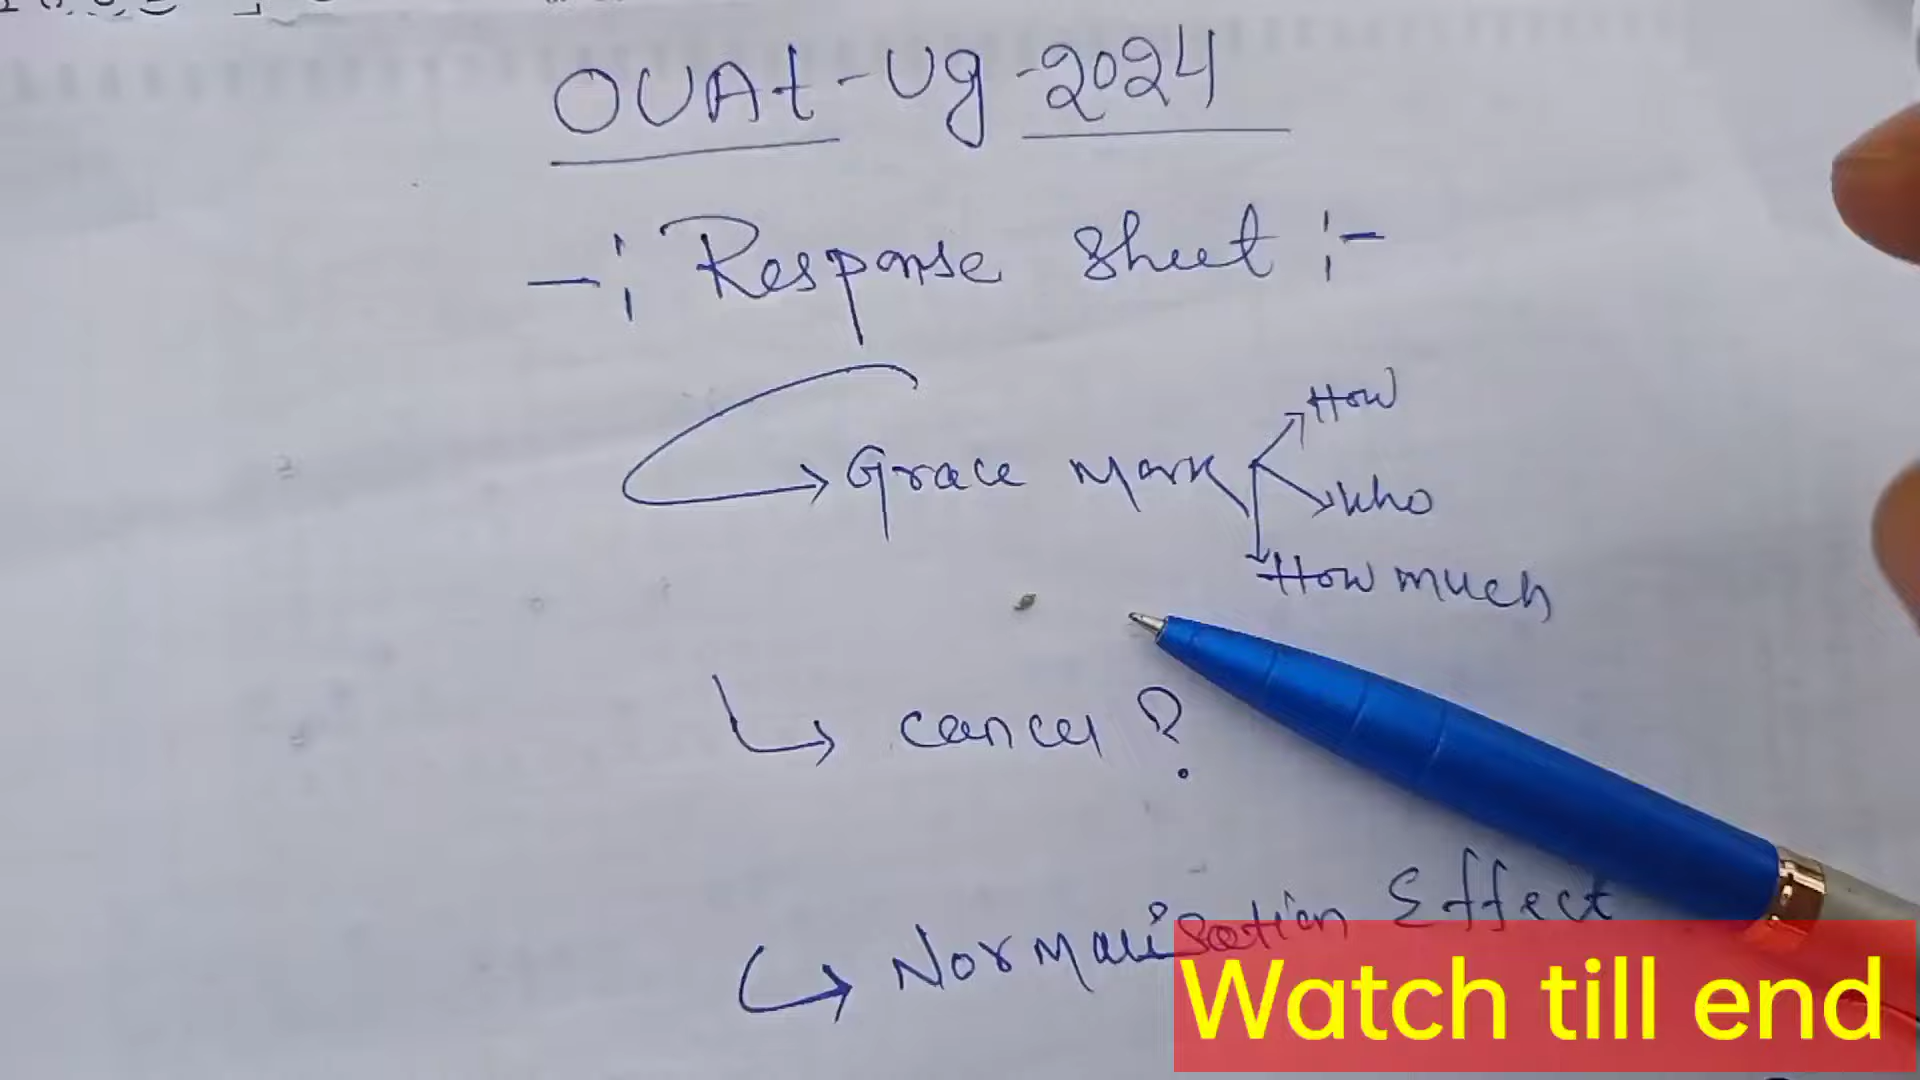 OUAt-Ug-2024
-: Response Sheet :-
→ Grace Mark → How
→ who
→ How much
↳ cancel ?
↳ Normalisation Effect
Watch till end